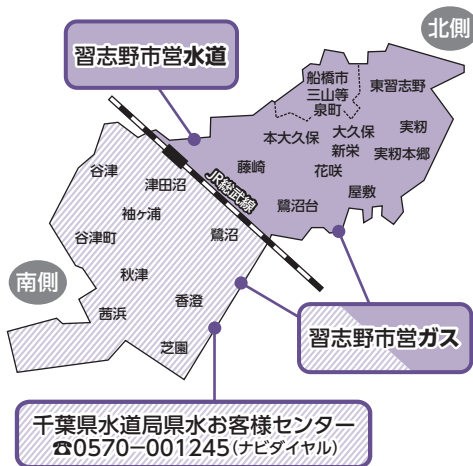 北側
習志野市営水道
船橋市
三山等
泉町
東習志野
本大久保
大久保
新栄
実籾
実籾本郷
藤崎
花咲
屋敷
鷺沼台
JR総武線
谷津
津田沼
袖ヶ浦
谷津町
鷺沼
南側
秋津
香澄
茜浜
芝園
習志野市営ガス
千葉県水道局県水お客様センター
☎0570-001245(ナビダイヤル)